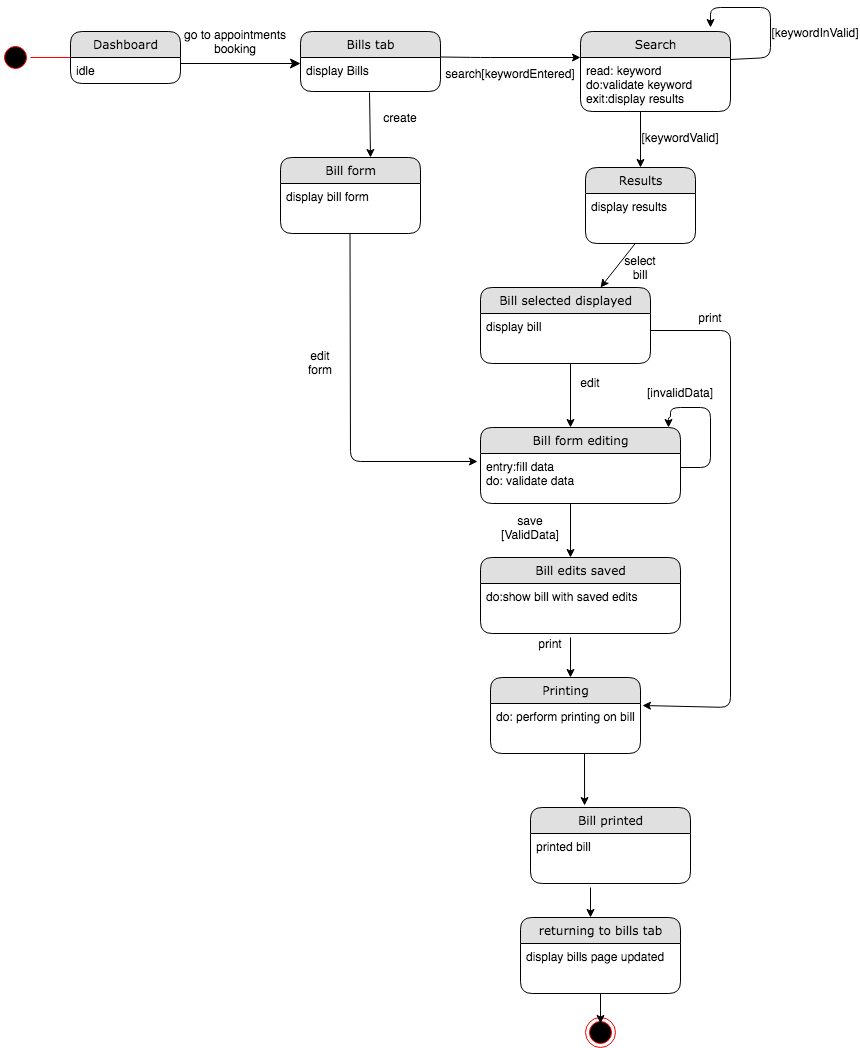 Dashboard
idle
go to appointments
booking
Bills tab
display Bills
search[keywordEntered]
Search
read: keyword
do:validate keyword
exit:display results
[keywordInValid]
create
[keywordValid]
Bill form
display bill form
Results
display results
select
bill
Bill selected displayed
display bill
print
edit
form
edit
[invalidData]
Bill form editing
entry:fill data
do: validate data
save
[ValidData]
Bill edits saved
do:show bill with saved edits
print
Printing
do: perform printing on bill
Bill printed
printed bill
returning to bills tab
display bills page updated